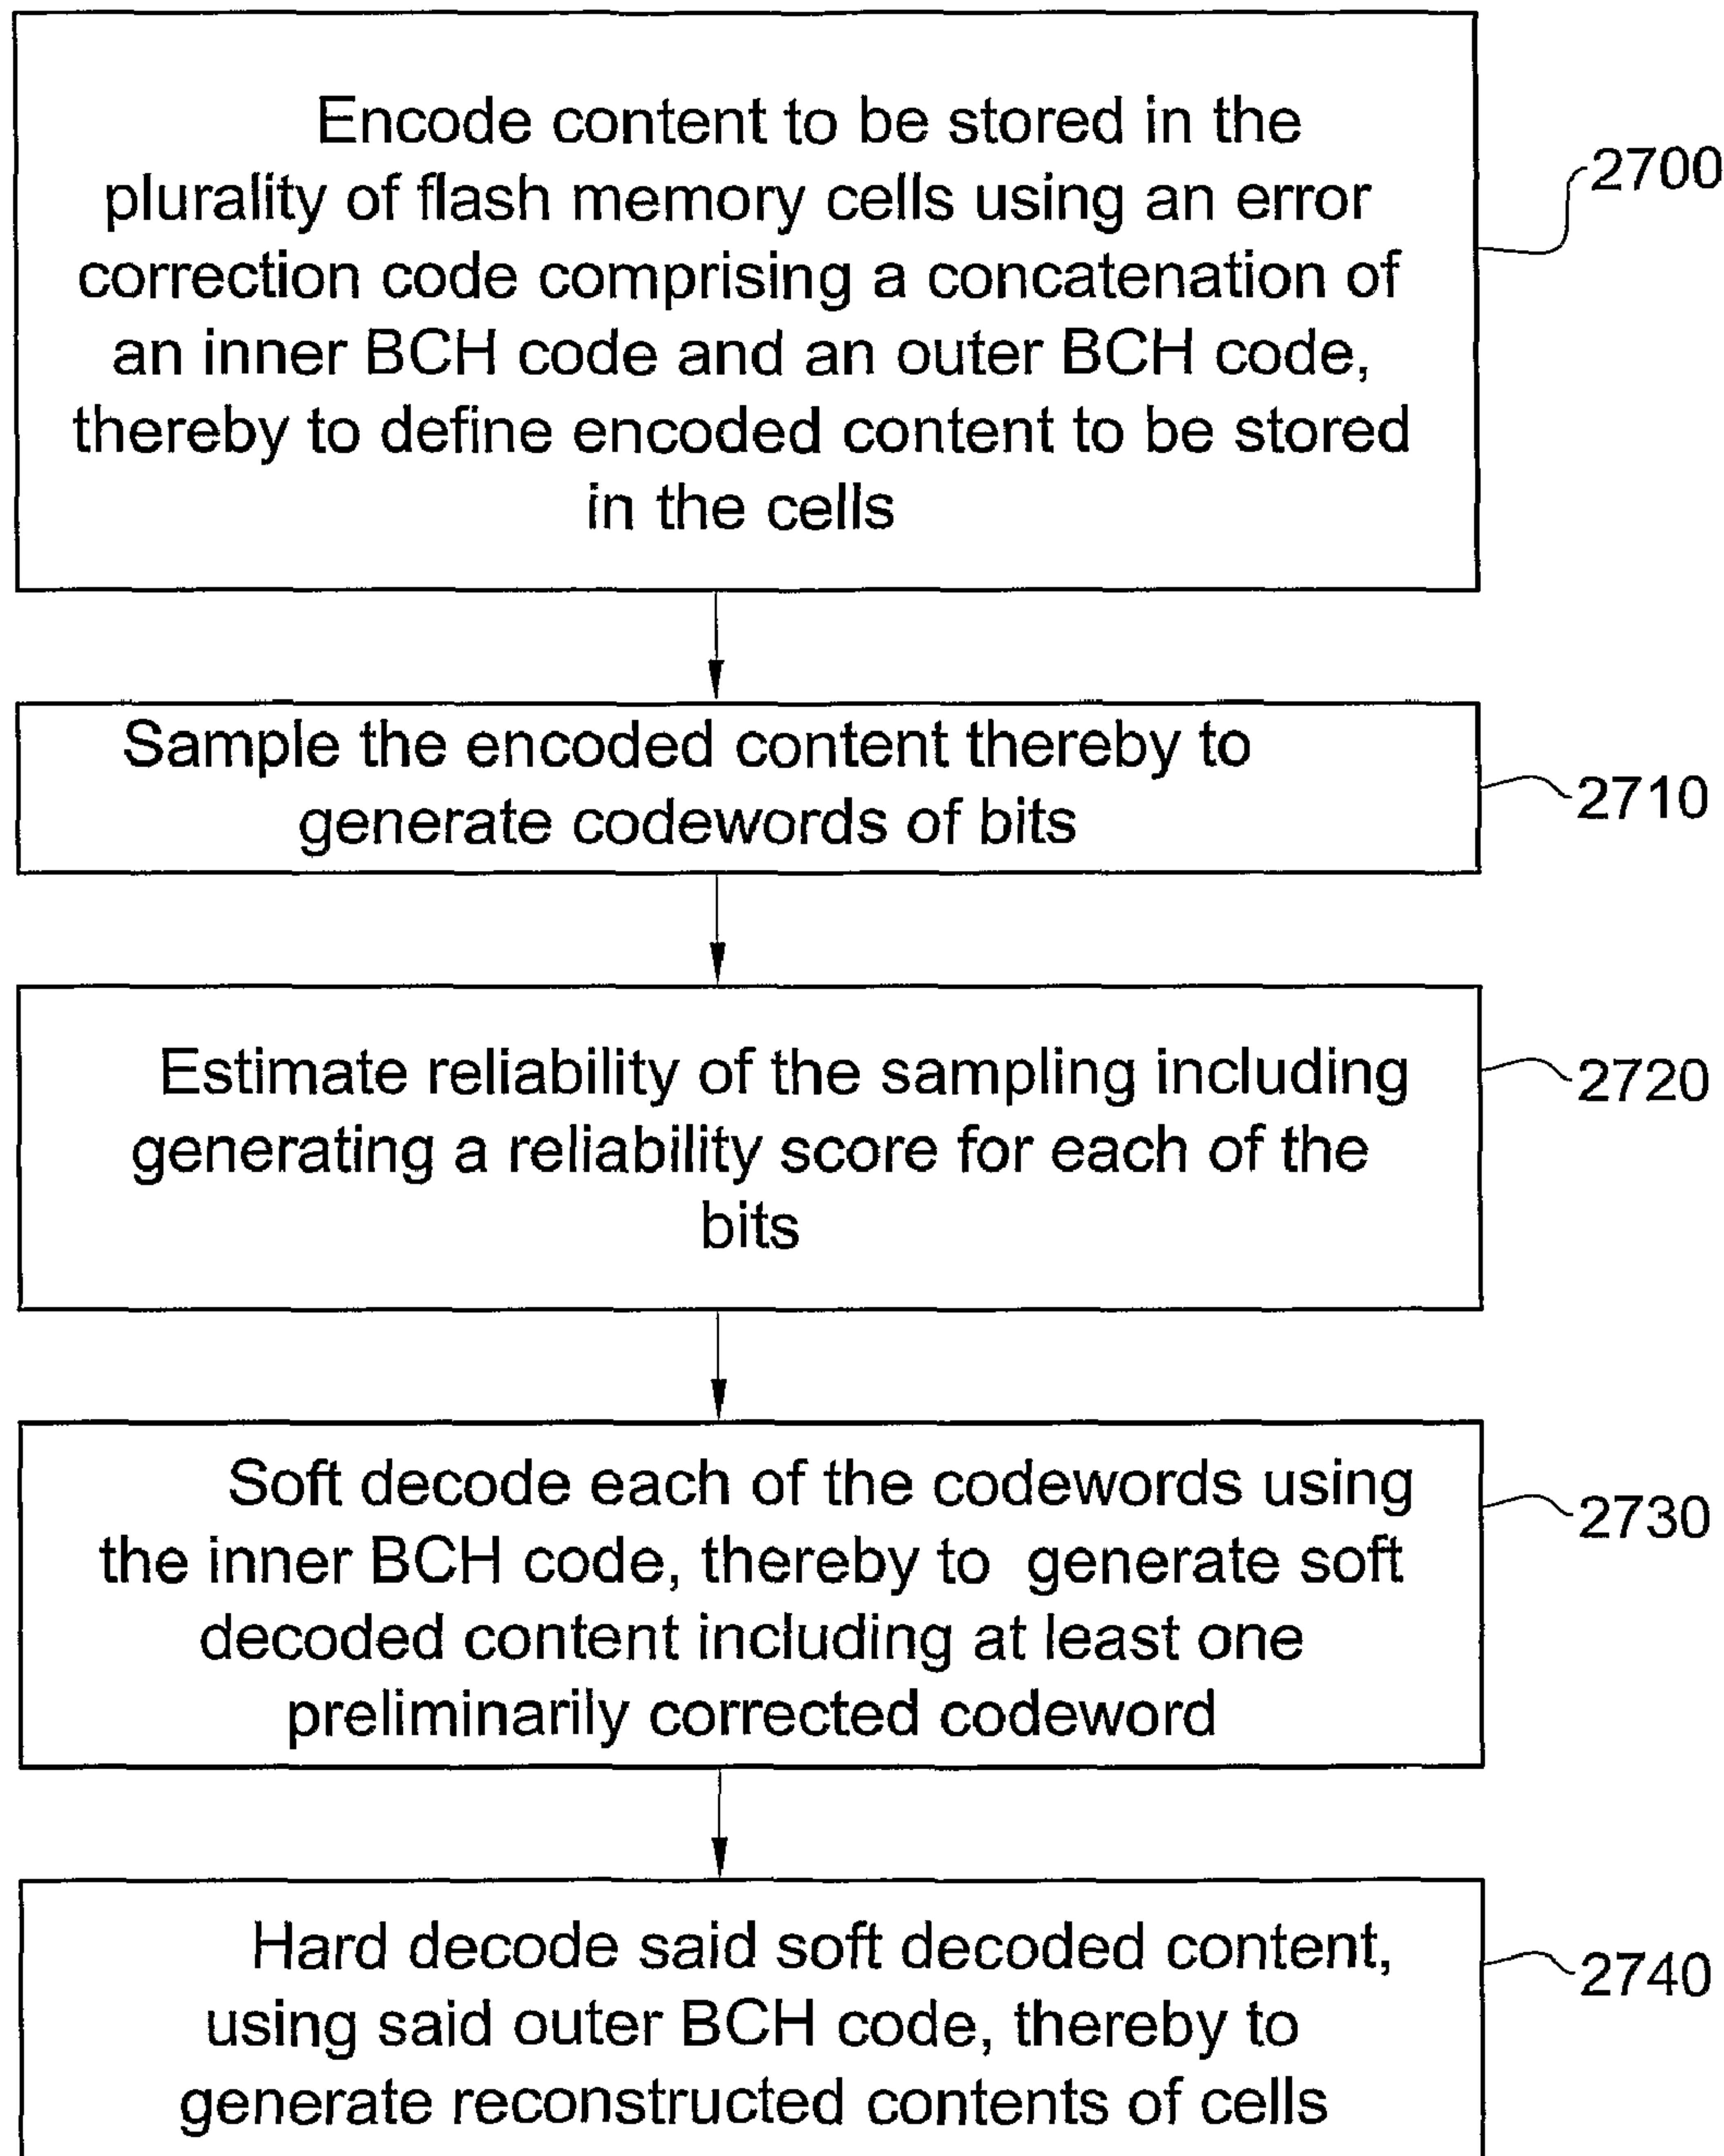 Encode content to be stored in the
plurality of flash memory cells using an error
correction code comprising a concatenation of
an inner BCH code and an outer BCH code,
thereby to define encoded content to be stored
in the cells
2700
Sample the encoded content thereby to
generate codewords of bits
2710
Estimate reliability of the sampling including
generating a reliability score for each of the
bits
2720
Soft decode each of the codewords using
the inner BCH code, thereby to generate soft
decoded content including at least one
preliminarily corrected codeword
2730
Hard decode said soft decoded content,
using said outer BCH code, thereby to
generate reconstructed contents of cells
2740